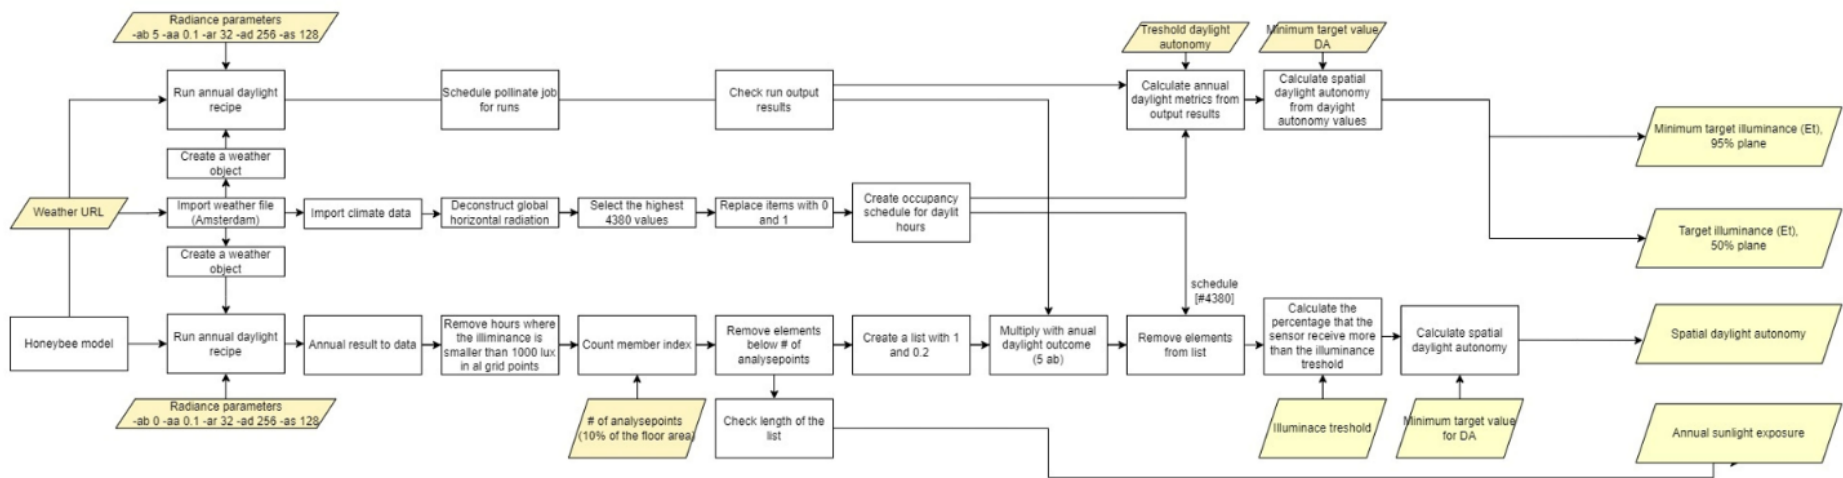 Radiance parameters
-ab 5 -aa 0.1 -ar 32 -ad 256 -as 128
Treshold daylight
autonomy
Minimum target value
DA
Run annual daylight
recipe
Schedule pollinate job
for runs
Check run output
results
Calculate annual
daylight metrics from
output results
Calculate spatial
daylight autonomy
from dayight
autonomy values
Minimum target illuminance (Et),
95% plane
Create a weather
object
Weather URL
Import weather file
(Amsterdam)
Import climate data
Deconstruct global
horizontal radiation
Select the highest
4380 values
Replace items with 0
and 1
Create occupancy
schedule for daylit
hours
Target illuminance (Et),
50% plane
Create a weather
object
schedule
[#4380]
Honeybee model
Run annual daylight
recipe
Annual result to data
Remove hours where
the illuminance is
smaller than 1000 lux
in al grid points
Count member index
Remove elements
below # of
analysepoints
Create a list with 1
and 0.2
Multiply with anual
daylight outcome
(5 ab)
Remove elements
from list
Calculate the
percentage that the
sensor receive more
than the illuminance
treshold
Calculate spatial
daylight autonomy
Spatial daylight autonomy
Radiance parameters
-ab 0 -aa 0.1 -ar 32 -ad 256 -as 128
# of analysepoints
(10% of the floor area)
Check length of the
list
Illuminace treshold
Minimum target value
for DA
Annual sunlight exposure